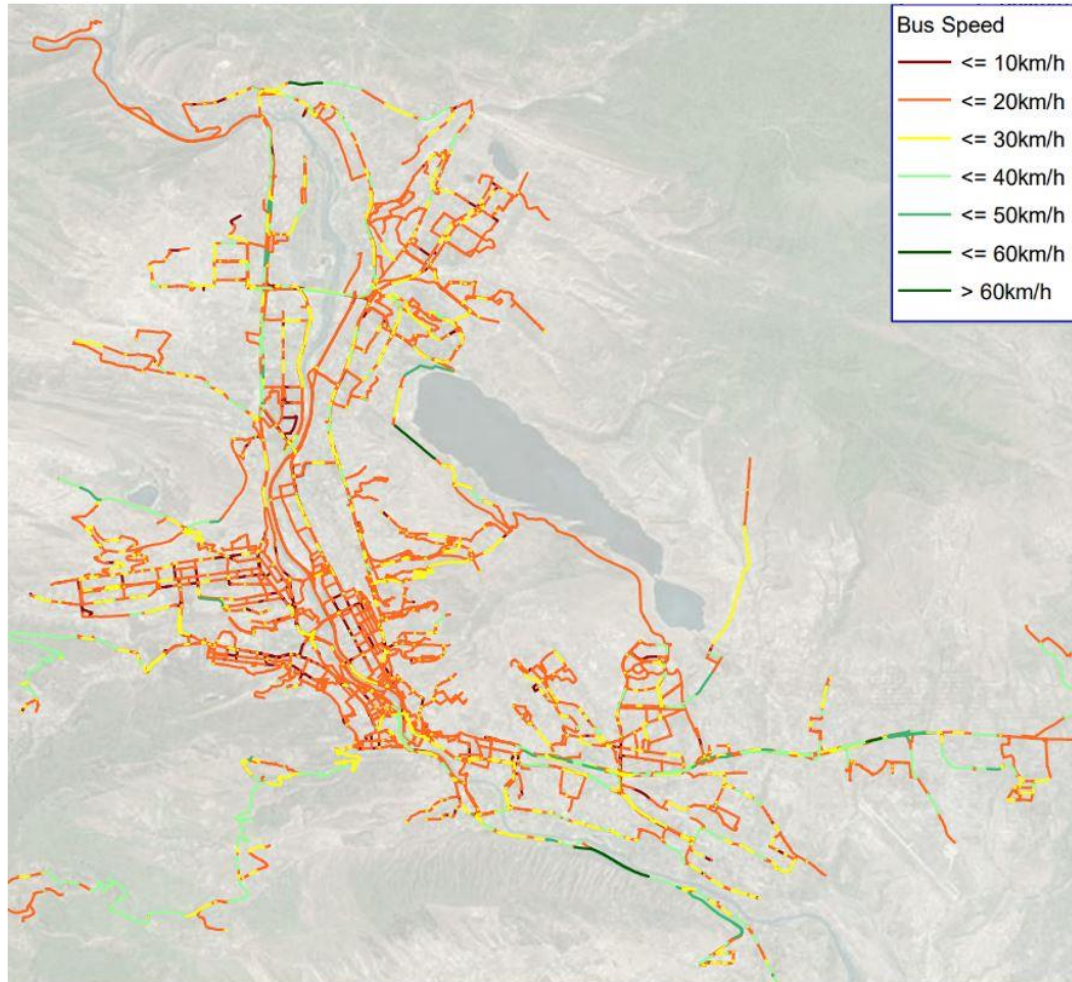 Bus Speed
<= 10km/h
<= 20km/h
<= 30km/h
<= 40km/h
<= 50km/h
<= 60km/h
> 60km/h